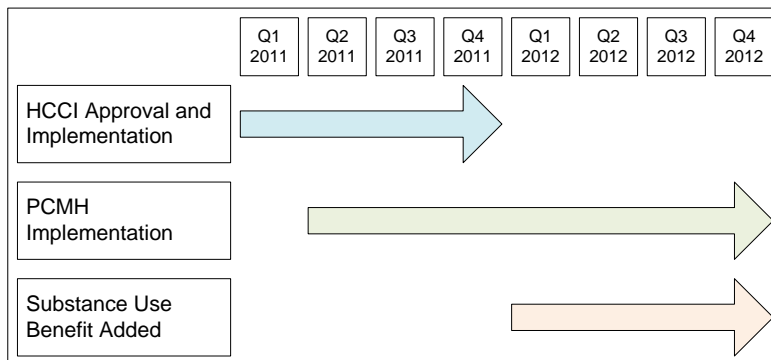 Q1 Q2 Q3 Q4 Q1 Q2 Q3 Q4
2011 2011 2011 2011 2012 2012 2012 2012
HCCI Approval and
Implementation
PCMH
Implementation
Substance Use
Benefit Added